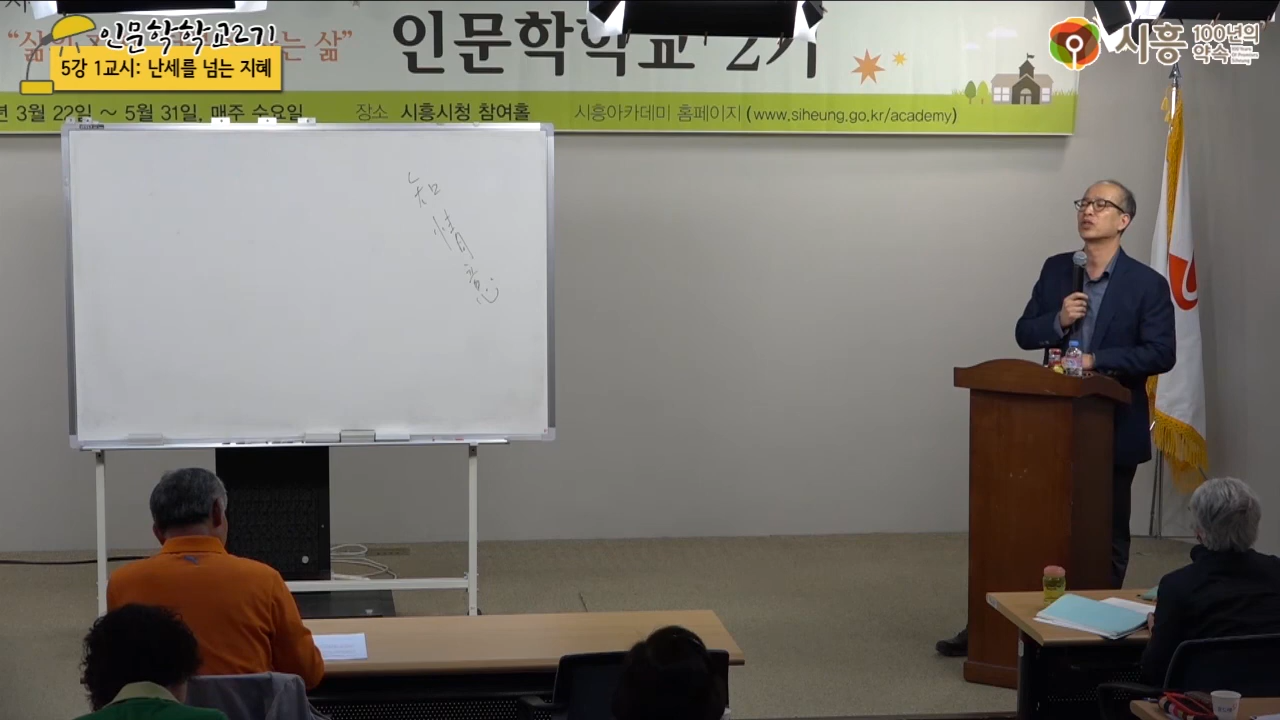 인문학학교2기
5강 1교시: 난세를 넘는 지혜
“삶 는 삶”
인문학학교 2기
시흥
100년의
약속
년 3월 22일 ~ 5월 31일, 매주 수요일 장소 시흥시청 참여홀 시흥아카데미 홈페이지 (www.siheung.go.kr/academy)
知
情
意